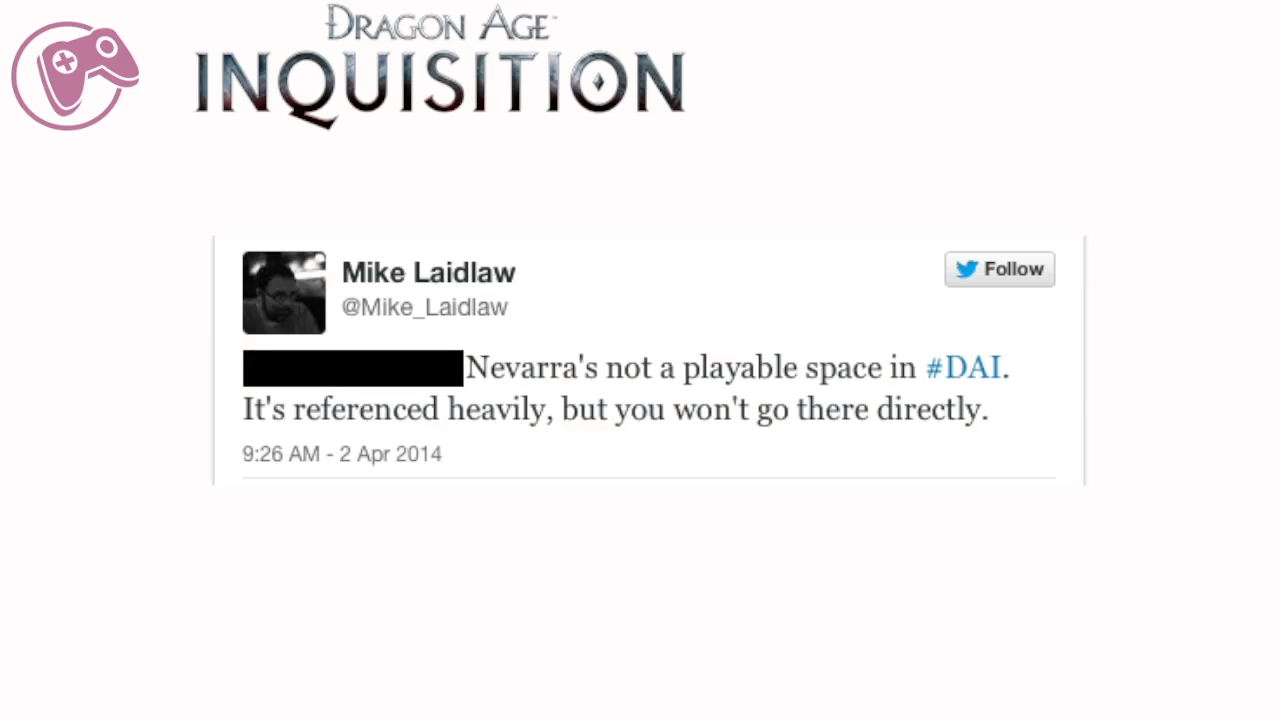 DRAGON AGE
INQUISITION
Mike Laidlaw
Follow
@Mike_Laidlaw
Nevarra's not a playable space in #DAI.
It's referenced heavily, but you won't go there directly.
9:26 AM - 2 Apr 2014